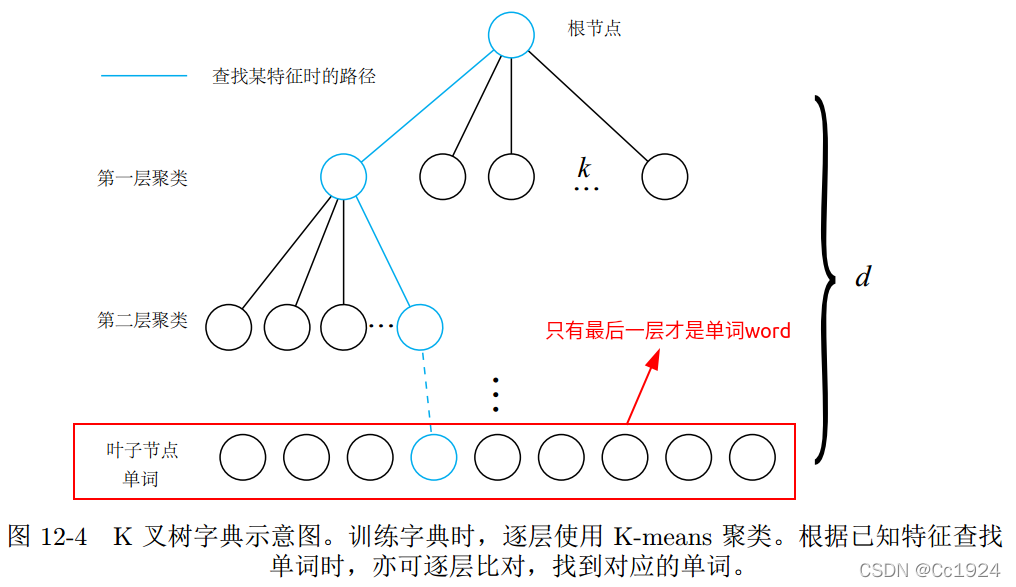 根节点
查找某特征时的路径
第一层聚类
k
...
d
第二层聚类
...
只有最后一层才是单词word
叶子节点
单词
图 12-4 K 叉树字典示意图。训练字典时，逐层使用 K-means 聚类。根据已知特征查找
单词时，亦可逐层比对，找到对应的单词。
CSDN @Cc1924